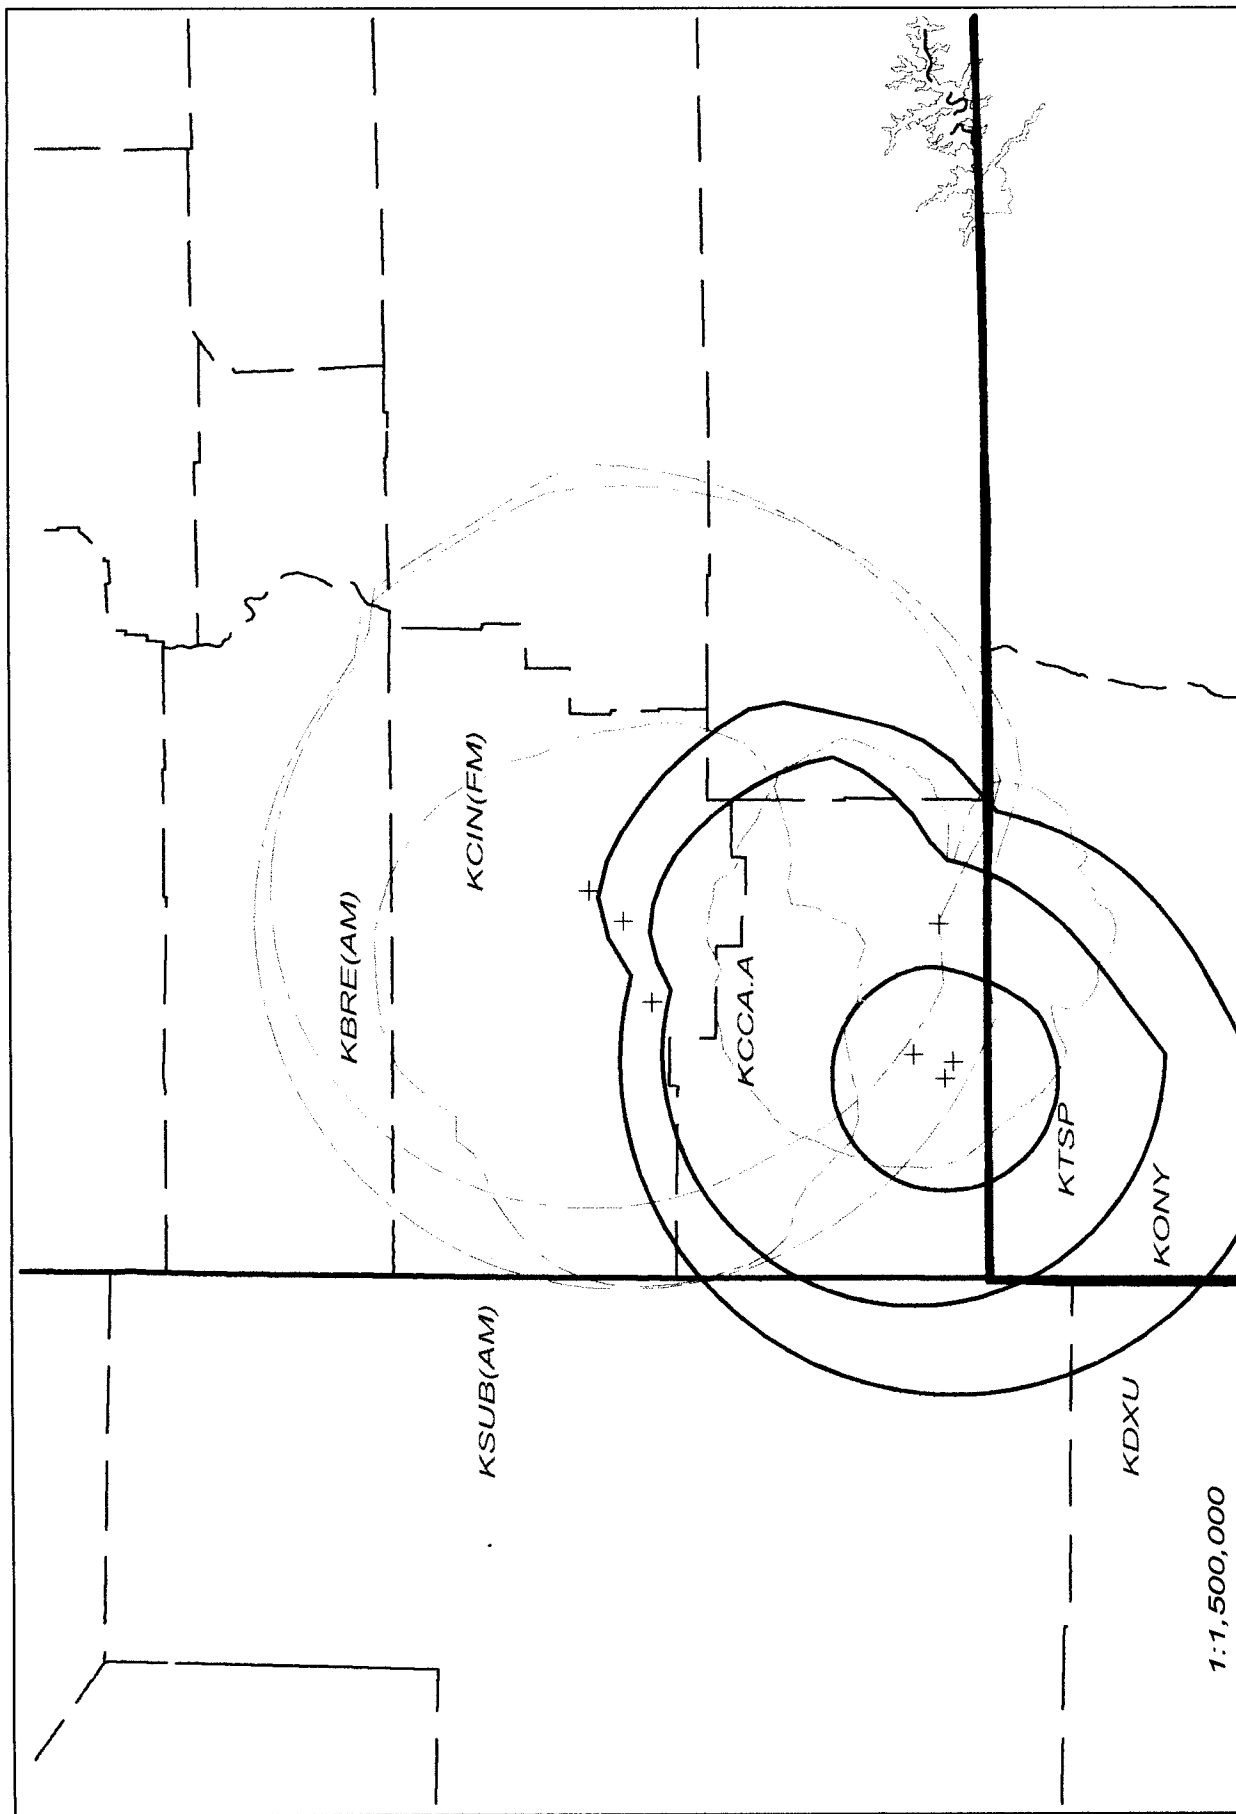 KSUB(AM)
KBRE(AM)
KCIN(FM)
KCCA.A
KTSP
KONY
KDXU
1:1,500,000